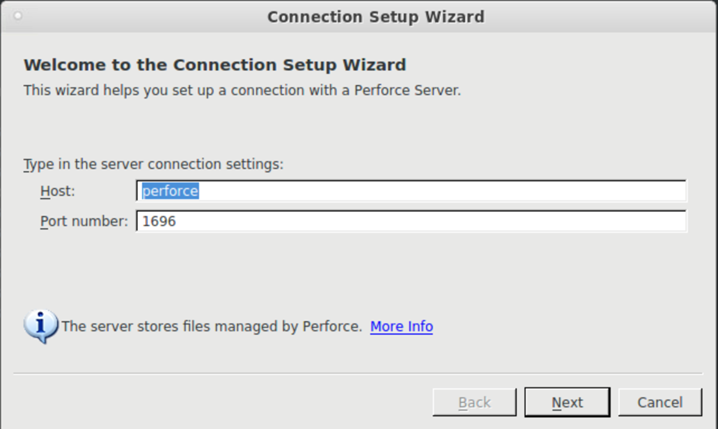 Connection Setup Wizard
Welcome to the Connection Setup Wizard
This wizard helps you set up a connection with a Perforce Server.
Type in the server connection settings:
Host: perforce
Port number: 1696
The server stores files managed by Perforce. More Info
Back Next Cancel